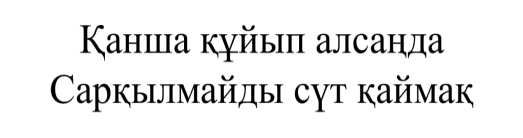 Қанша құйып алсаңда
Сарқылмайды сүт қаймақ